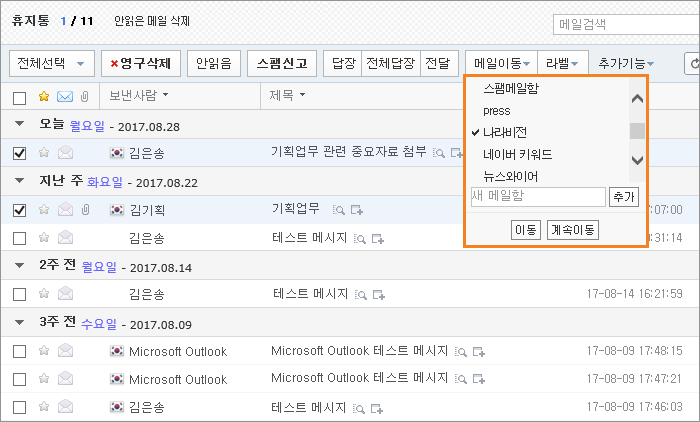 휴지통 1 / 11 안읽은 메일 삭제 메일검색
전체선택 ×영구삭제 안읽음 스팸신고 답장 전체답장 전달 메일이동 라벨 추가기능
보낸사람 제목
스팸메일함
press
나라비전
네이버 키워드
뉴스와이어
새 메일함 추가
이동 계속이동
오늘 월요일 - 2017.08.28
김은송 기획업무 관련 중요자료 첨부
지난 주 화요일 - 2017.08.22
김기획 기획업무 7:07:00
김은송 테스트 메시지 :31:14
2주 전 월요일 - 2017.08.14
김은송 테스트 메시지 17-08-14 16:21:59
3주 전 수요일 - 2017.08.09
Microsoft Outlook Microsoft Outlook 테스트 메시지 17-08-09 17:48:15
Microsoft Outlook Microsoft Outlook 테스트 메시지 17-08-09 17:47:21
김은송 테스트 메시지 17-08-09 17:46:03